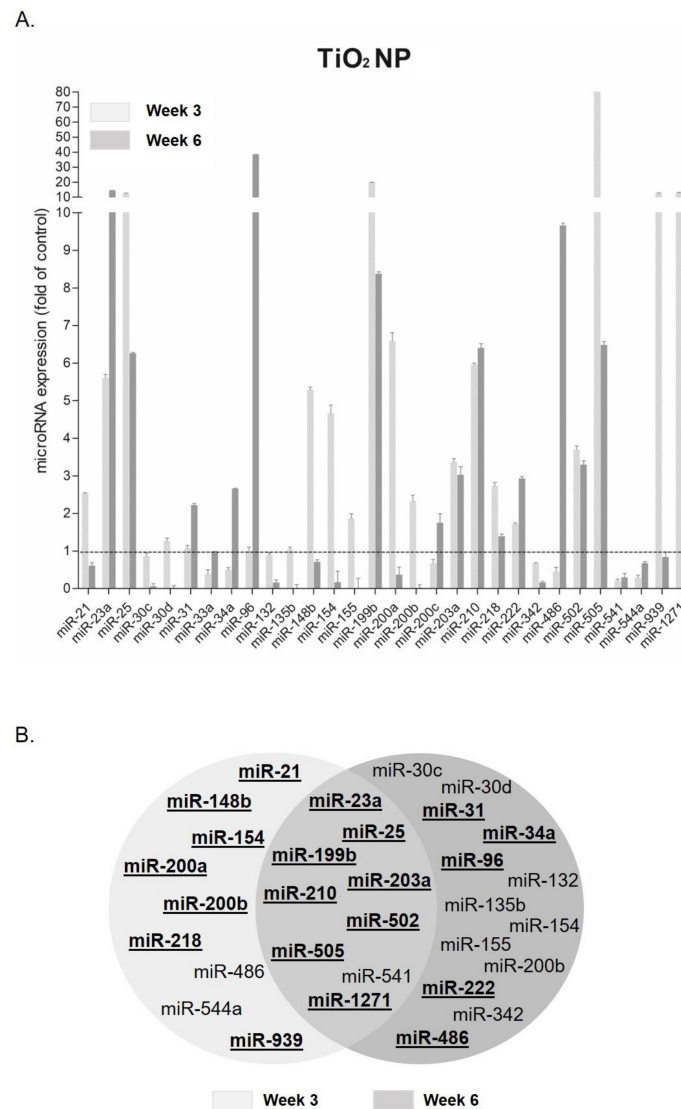 A.
TiO₂ NP
Week 3
Week 6
microRNA expression (fold of control)
80
70
60
50
40
30
20
10
10
9
8
7
6
5
4
3
2
1
0
miR-21
miR-23a
miR-25
miR-30c
miR-30d
miR-31
miR-33a
miR-34a
miR-96
miR-132
miR-135b
miR-148b
miR-154
miR-155
miR-199b
miR-200a
miR-200b
miR-200c
miR-203a
miR-210
miR-218
miR-222
miR-342
miR-486
miR-502
miR-505
miR-541
miR-544a
miR-939
miR-1271
B.
miR-21
miR-148b
miR-154
miR-200a
miR-200b
miR-218
miR-486
miR-544a
miR-939
miR-23a
miR-25
miR-199b
miR-203a
miR-210
miR-502
miR-505
miR-541
miR-1271
miR-30c
miR-30d
miR-31
miR-34a
miR-96
miR-132
miR-135b
miR-154
miR-155
miR-200b
miR-222
miR-342
miR-486
Week 3
Week 6